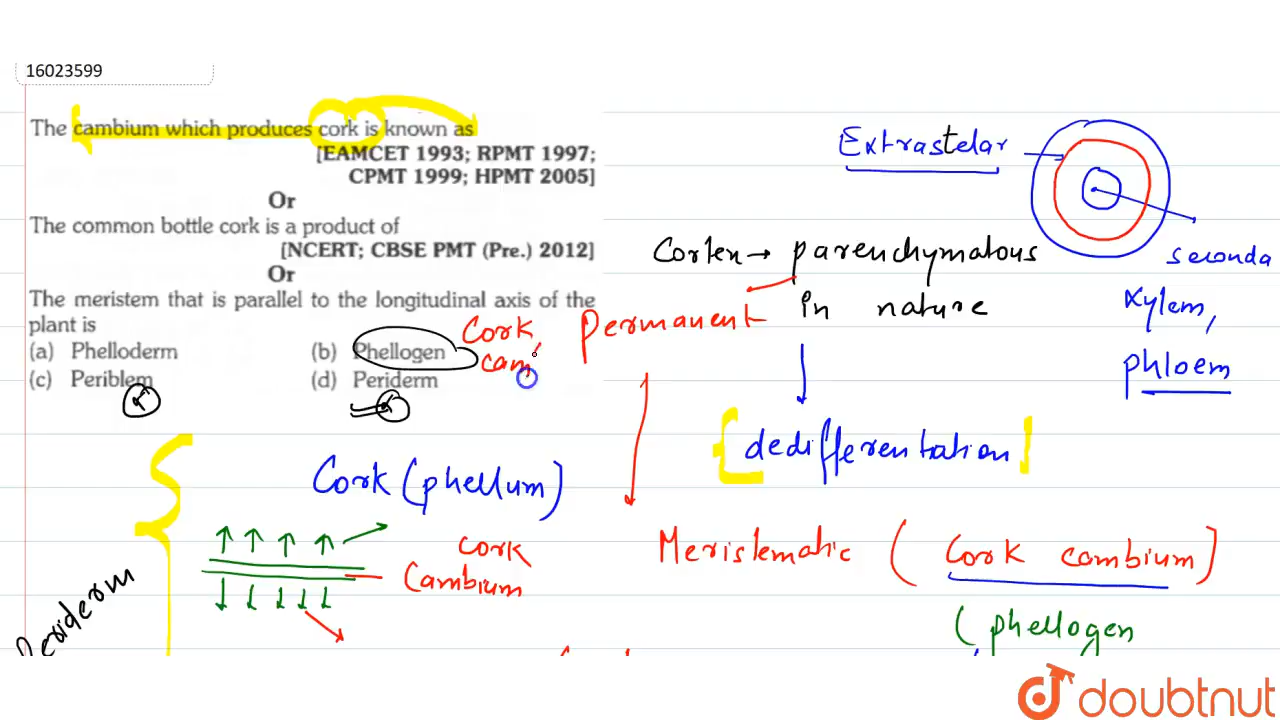 16023599
The cambium which produces cork is known as
[EAMCET 1993; RPMT 1997;
CPMT 1999; HPMT 2005]
Or
The common bottle cork is a product of
[NCERT; CBSE PMT (Pre.) 2012]
Or
The meristem that is parallel to the longitudinal axis of the
plant is
(a) Phelloderm (b) Phellogen
(c) Periblem (d) Periderm
Cork
cam
Extrastelar
seconda
xylem,
phloem
Cortex → parenchymatous
in nature
Permanent
[dedifferentation]
Cork (phellum)
Cork
Cambium
Periderm
Meristematic (Cork cambium)
(phellogen
doubtnut